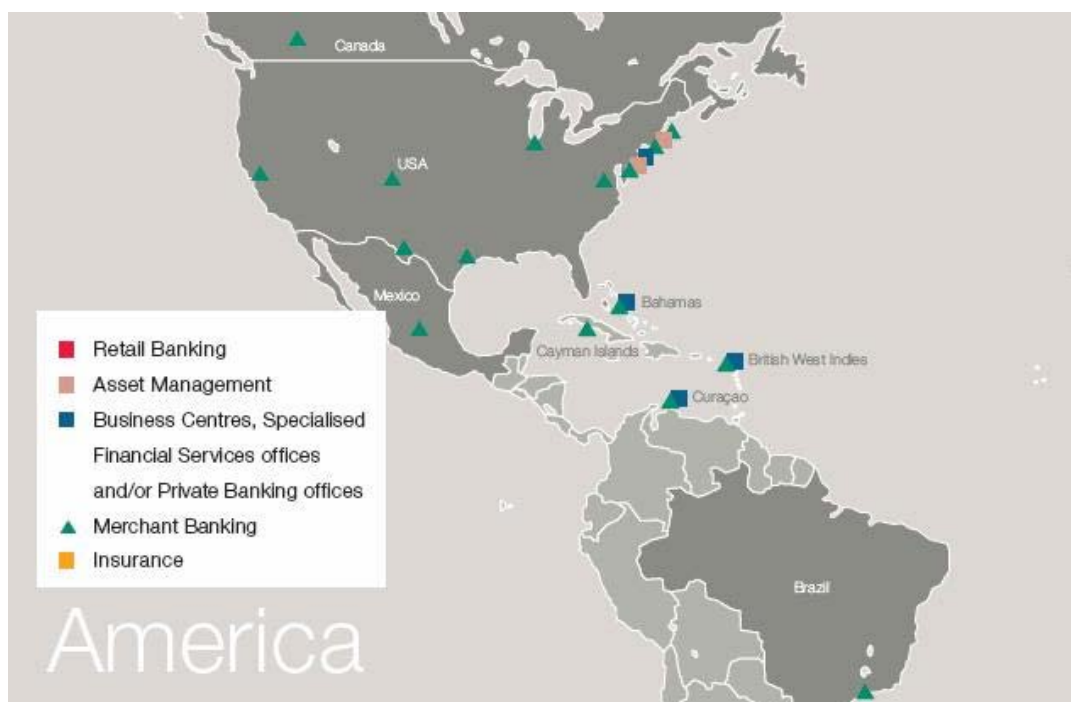 Canada
USA
Mexico
Bahamas
Cayman Islands
British West Indies
Curaçao
Brazil
Retail Banking
Asset Management
Business Centres, Specialised
Financial Services offices
and/or Private Banking offices
Merchant Banking
Insurance
America